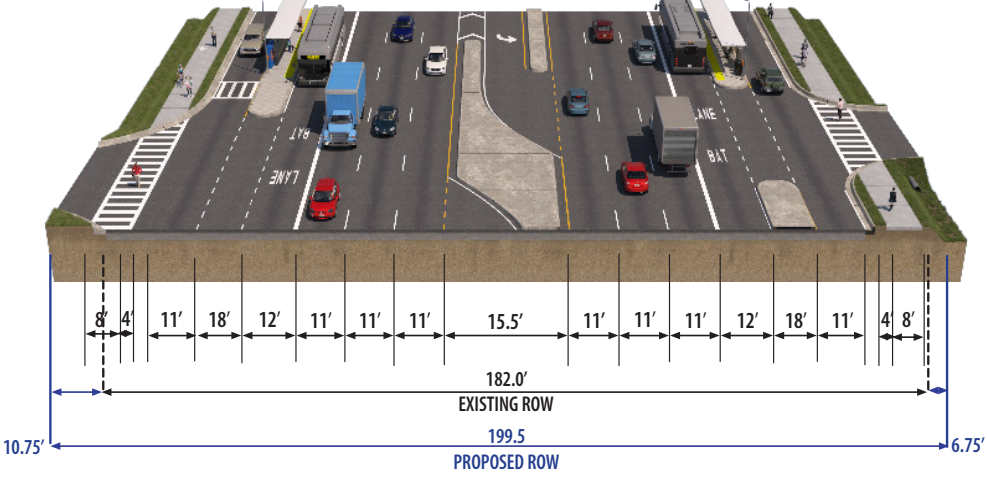 BAT
LANE
LANE
BAT
8' 4' 11' 18' 12' 11' 11' 11' 15.5' 11' 11' 11' 12' 18' 11' 4' 8'
182.0'
EXISTING ROW
10.75' 199.5 6.75'
PROPOSED ROW